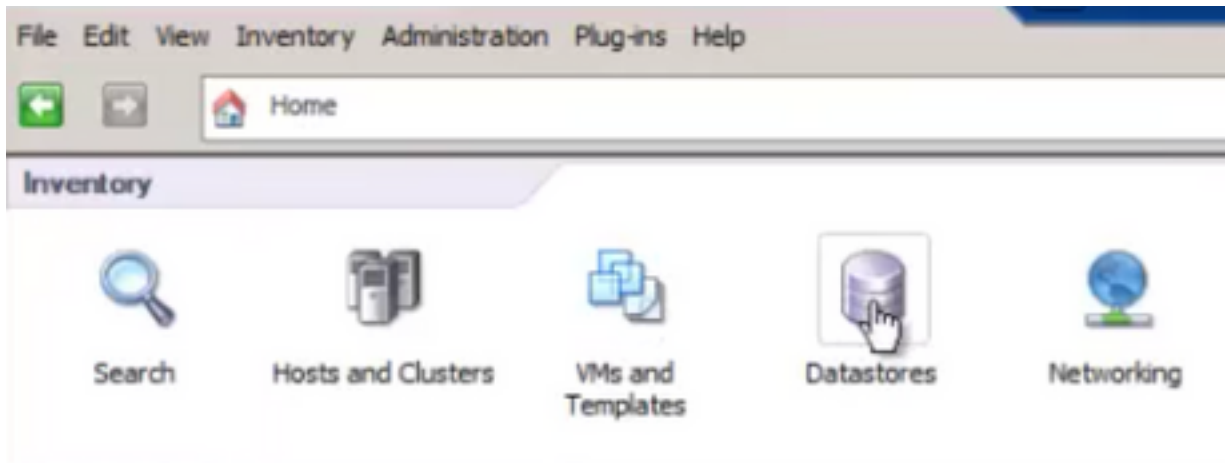 File Edit View Inventory Administration Plug-ins Help
Home
Inventory
Search
Hosts and Clusters
VMs and
Templates
Datastores
Networking